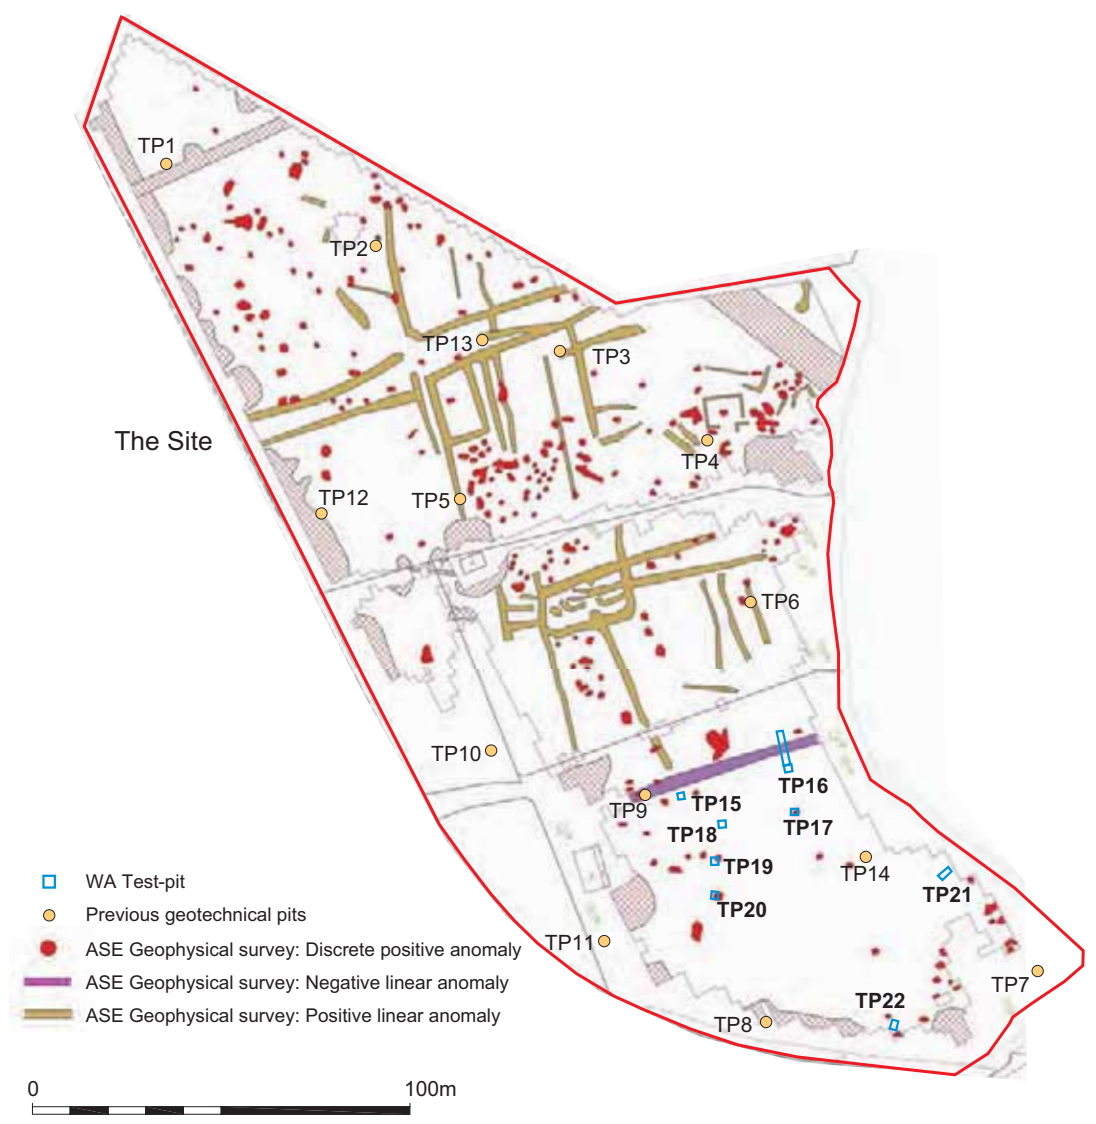 TP1
TP2
TP13
TP3
The Site
TP4
TP12
TP5
TP6
TP10
TP16
TP9
TP15
TP18
TP17
TP19
TP14
TP21
TP20
TP11
TP7
TP22
TP8
WA Test-pit
Previous geotechnical pits
ASE Geophysical survey: Discrete positive anomaly
ASE Geophysical survey: Negative linear anomaly
ASE Geophysical survey: Positive linear anomaly
0 100m